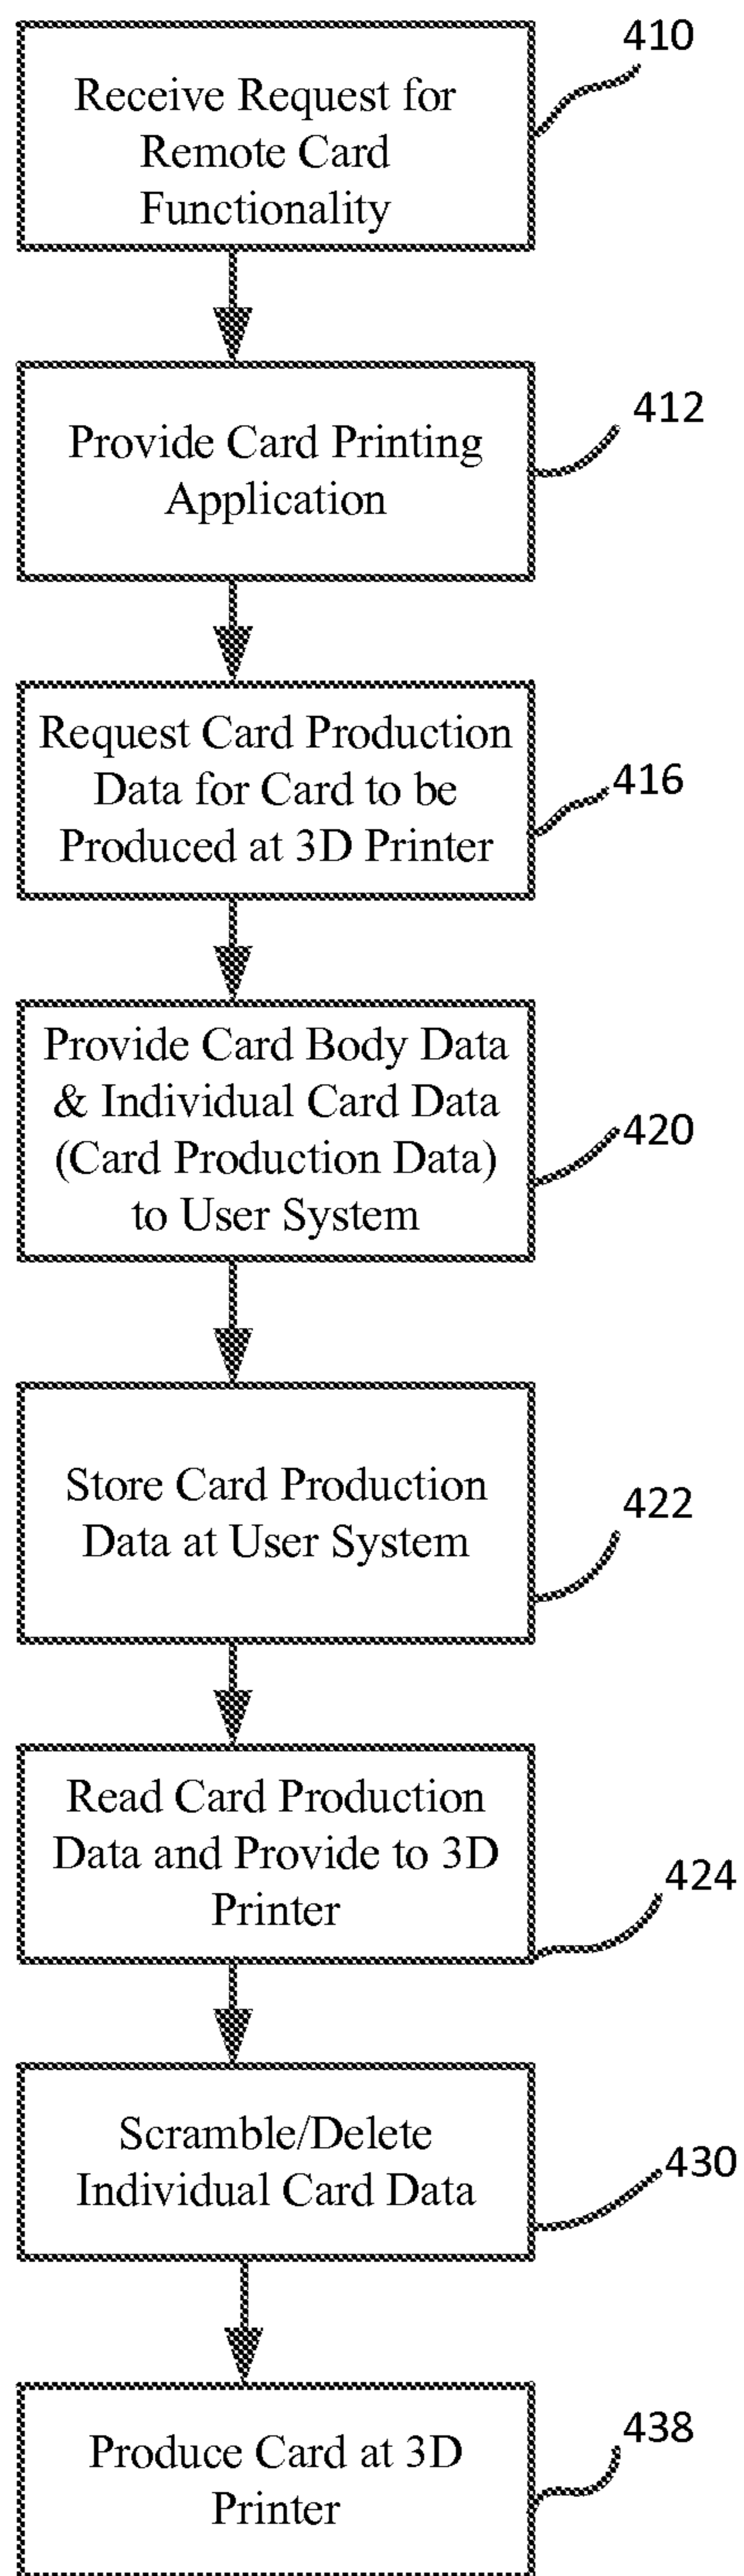 410
Receive Request for
Remote Card
Functionality
412
Provide Card Printing
Application
416
Request Card Production
Data for Card to be
Produced at 3D Printer
420
Provide Card Body Data
& Individual Card Data
(Card Production Data)
to User System
422
Store Card Production
Data at User System
424
Read Card Production
Data and Provide to 3D
Printer
430
Scramble/Delete
Individual Card Data
438
Produce Card at 3D
Printer